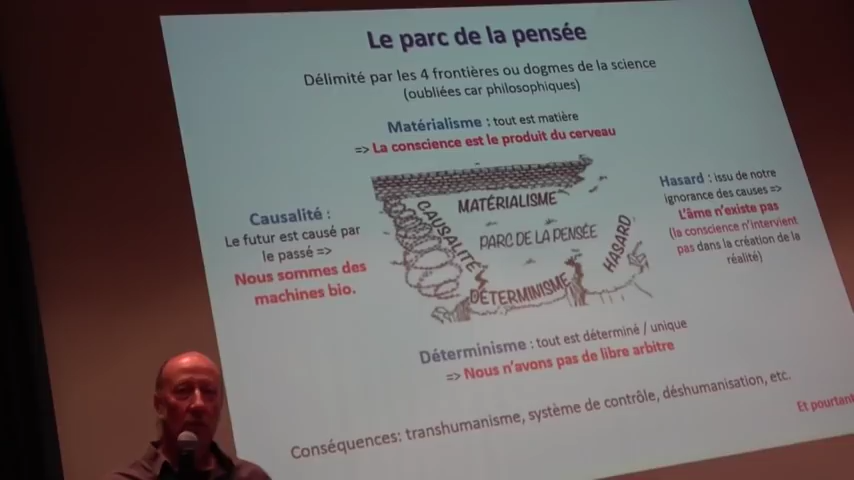 Le parc de la pensée
Délimité par les 4 frontières ou dogmes de la science
(oubliées car philosophiques)
Matérialisme : tout est matière
=> La conscience est le produit du cerveau
Causalité :
Le futur est causé par
le passé =>
Nous sommes des
machines bio.
MATÉRIALISME
CAUSALITÉ
PARC DE LA PENSÉE
HASARD
DÉTERMINISME
Hasard : issu de notre
ignorance des causes =>
L'âme n'existe pas
(la conscience n'intervient
pas dans la création de la
réalité)
Déterminisme : tout est déterminé / unique
=> Nous n'avons pas de libre arbitre
Conséquences: transhumanisme, système de contrôle, déshumanisation, etc.
Et pourtant